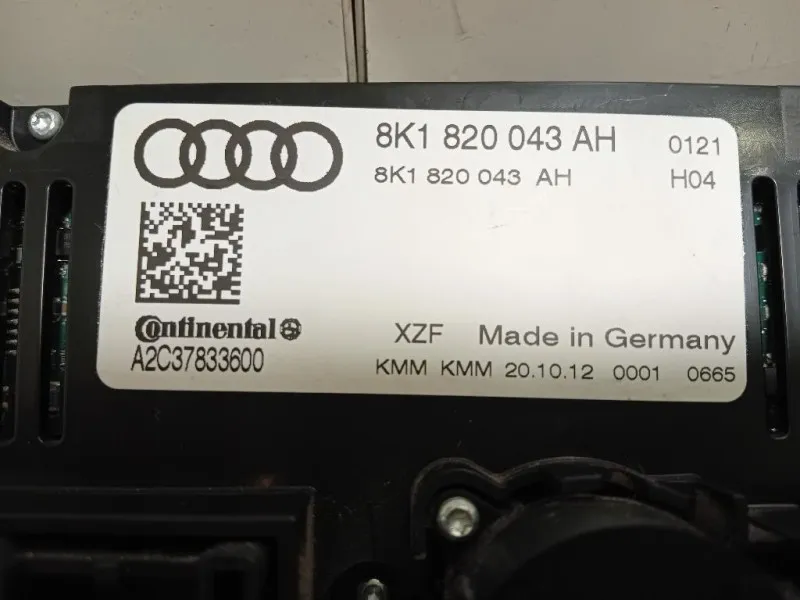 8K1 820 043 AH 0121
8K1 820 043 AH H04
Continental
XZF Made in Germany
A2C37833600
KMM KMM 20.10.12 0001 0665